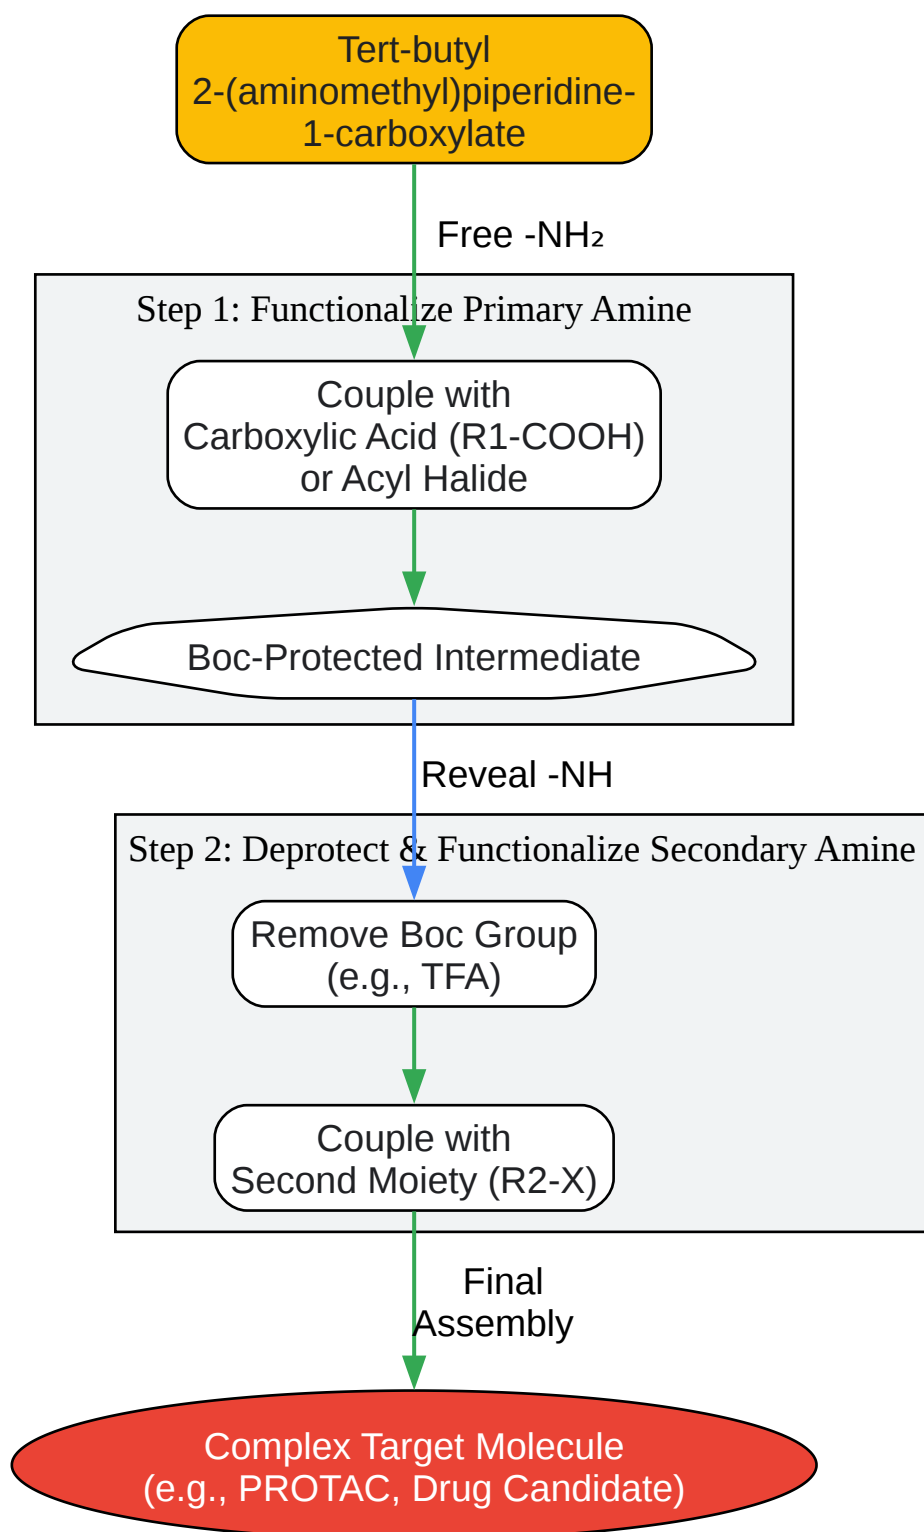 Tert-butyl
2-(aminomethyl)piperidine-
1-carboxylate
Free -NH₂
Step 1: Functionalize Primary Amine
Couple with
Carboxylic Acid (R1-COOH)
or Acyl Halide
Boc-Protected Intermediate
Reveal -NH
Step 2: Deprotect & Functionalize Secondary Amine
Remove Boc Group
(e.g., TFA)
Couple with
Second Moiety (R2-X)
Final
Assembly
Complex Target Molecule
(e.g., PROTAC, Drug Candidate)